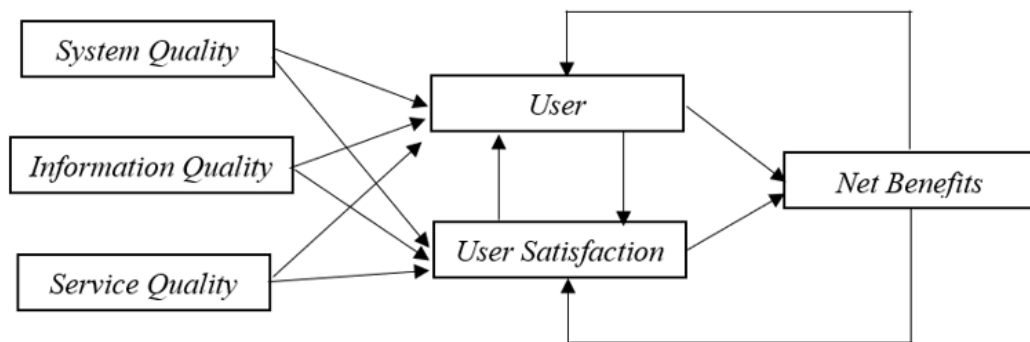 System Quality
User
Information Quality
Net Benefits
User Satisfaction
Service Quality